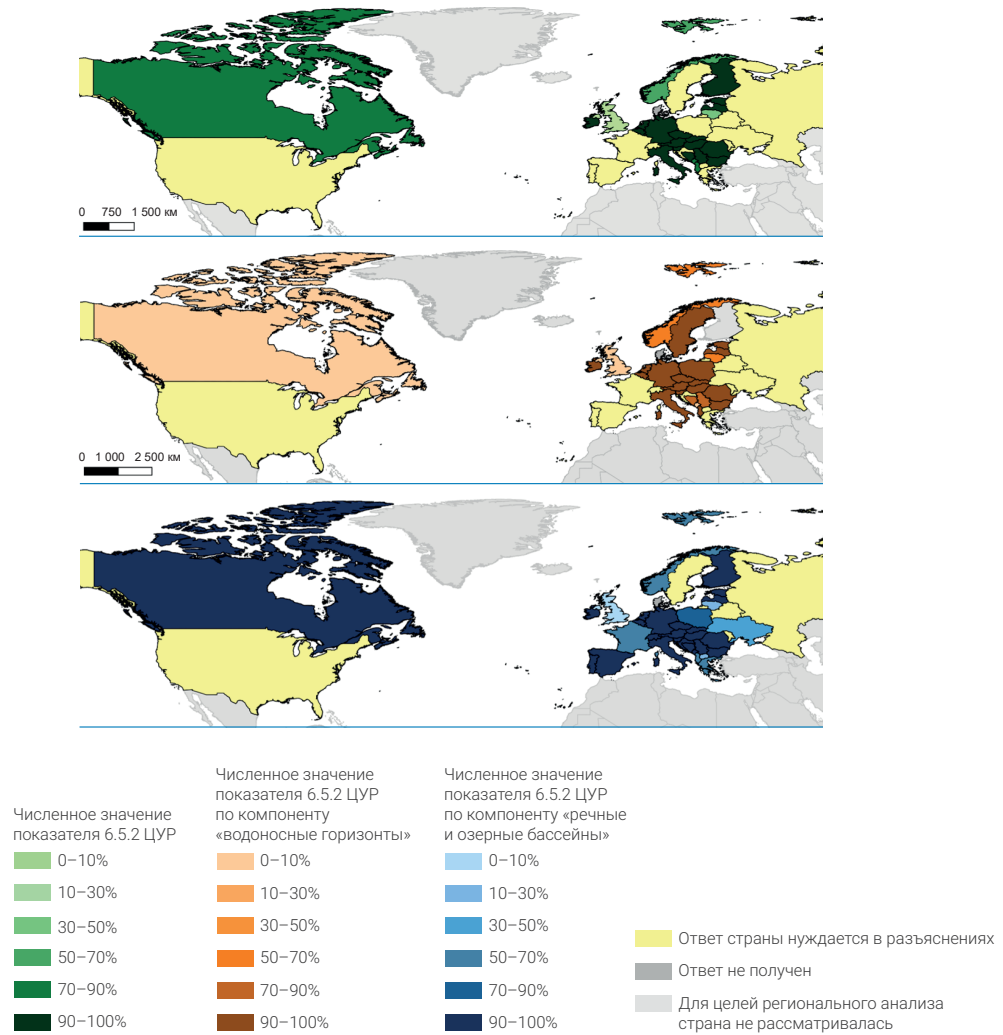 0 750 1 500 км
0 1 000 2 500 км
Численное значение
показателя 6.5.2 ЦУР
0–10%
10–30%
30–50%
50–70%
70–90%
90–100%
Численное значение
показателя 6.5.2 ЦУР
по компоненту
«водоносные горизонты»
0–10%
10–30%
30–50%
50–70%
70–90%
90–100%
Численное значение
показателя 6.5.2 ЦУР
по компоненту «речные
и озерные бассейны»
0–10%
10–30%
30–50%
50–70%
70–90%
90–100%
Ответ страны нуждается в разъяснениях
Ответ не получен
Для целей регионального анализа
страна не рассматривалась